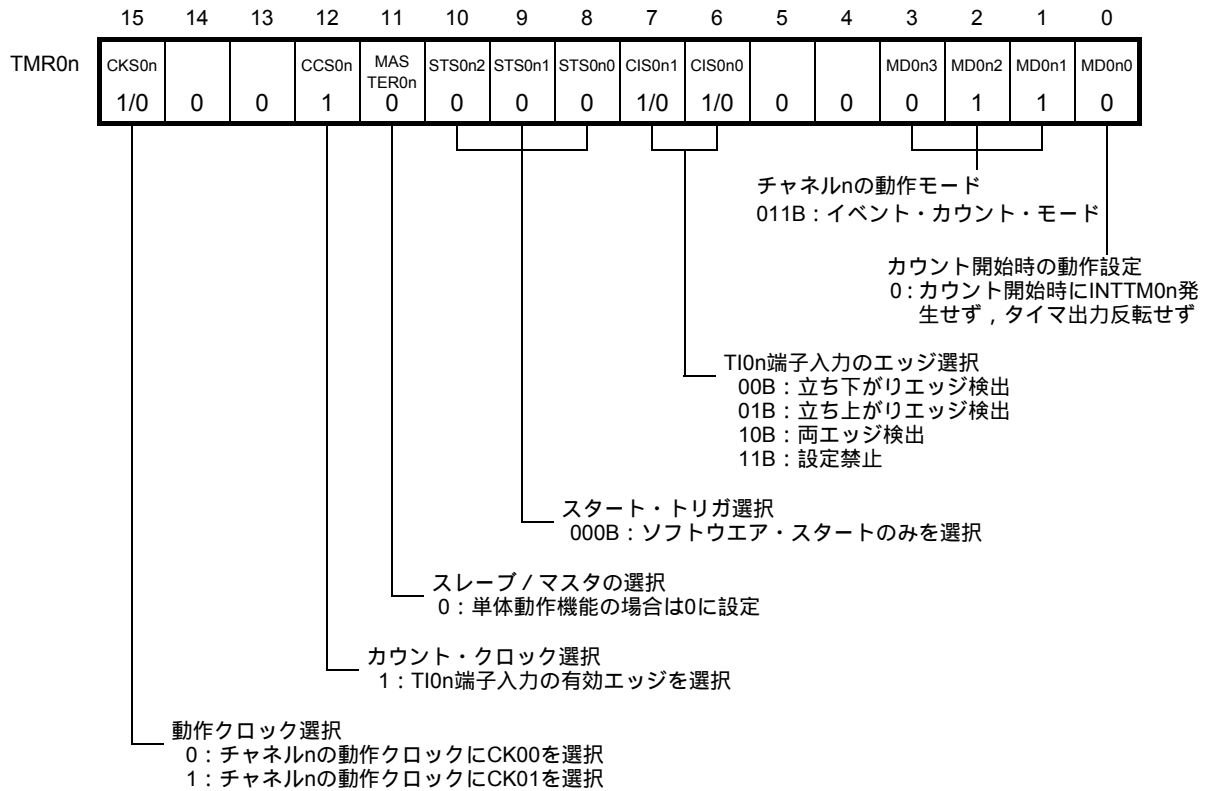 15 14 13 12 11 10 9 8 7 6 5 4 3 2 1 0
TMR0n CKS0n CCS0n MAS TER0n STS0n2 STS0n1 STS0n0 CIS0n1 CIS0n0 MD0n3 MD0n2 MD0n1 MD0n0
1/0 0 0 1 0 0 0 0 1/0 1/0 0 0 0 1 1 0
チャネルnの動作モード
011B：イベント・カウント・モード
カウント開始時の動作設定
0：カウント開始時にINTTM0n発
生せず，タイマ出力反転せず
TI0n端子入力のエッジ選択
00B：立ち下がりエッジ検出
01B：立ち上がりエッジ検出
10B：両エッジ検出
11B：設定禁止
スタート・トリガ選択
000B：ソフトウエア・スタートのみを選択
スレーブ／マスタの選択
0：単体動作機能の場合は0に設定
カウント・クロック選択
1：TI0n端子入力の有効エッジを選択
動作クロック選択
0：チャネルnの動作クロックにCK00を選択
1：チャネルnの動作クロックにCK01を選択